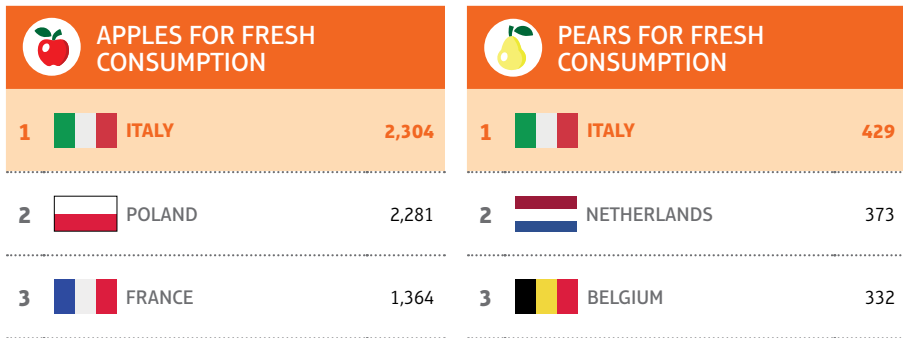 APPLES FOR FRESH
CONSUMPTION
1 ITALY 2,304
2 POLAND 2,281
3 FRANCE 1,364
PEARS FOR FRESH
CONSUMPTION
1 ITALY 429
2 NETHERLANDS 373
3 BELGIUM 332